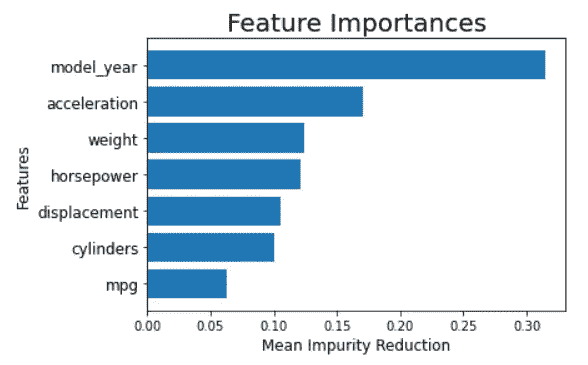 Feature Importances
model_year
acceleration
weight
horsepower
displacement
cylinders
mpg
Features
0.00 0.05 0.10 0.15 0.20 0.25 0.30
Mean Impurity Reduction